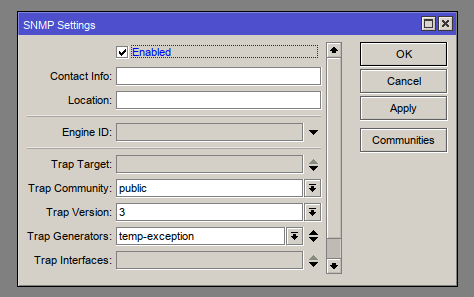 SNMP Settings
Enabled
OK
Contact Info:
Cancel
Location:
Apply
Engine ID:
Communities
Trap Target:
Trap Community: public
Trap Version: 3
Trap Generators: temp-exception
Trap Interfaces: